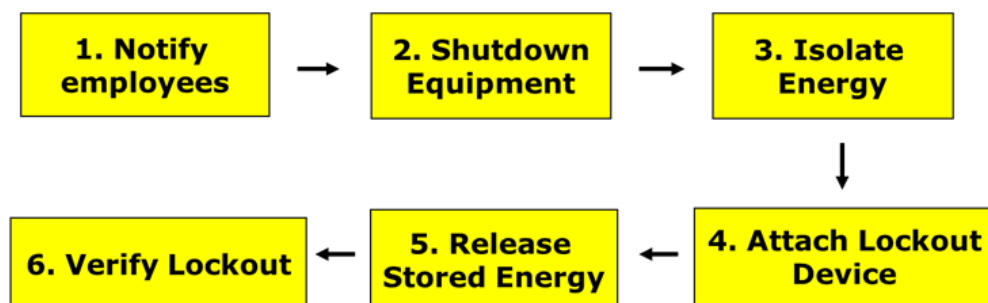 1. Notify
employees
2. Shutdown
Equipment
3. Isolate
Energy
4. Attach Lockout
Device
5. Release
Stored Energy
6. Verify Lockout